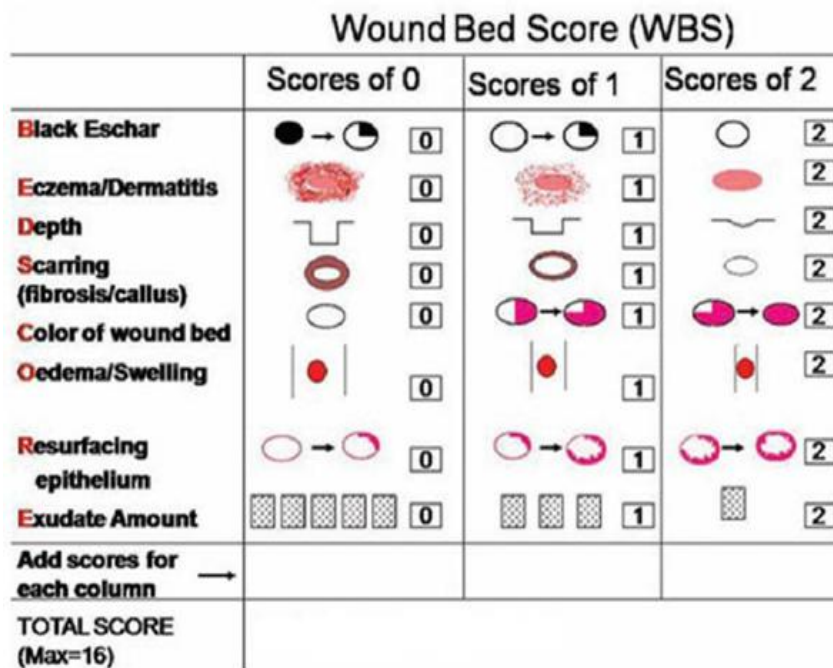 Wound Bed Score (WBS)
Scores of 0 Scores of 1 Scores of 2
Black Eschar 0 1 2
Eczema/Dermatitis 0 1 2
Depth 0 1 2
Scarring 0 1 2
(fibrosis/callus)
Color of wound bed 0 1 2
Oedema/Swelling 0 1 2
Resurfacing 0 1 2
epithelium
Exudate Amount 0 1 2
Add scores for
each column
TOTAL SCORE
(Max=16)